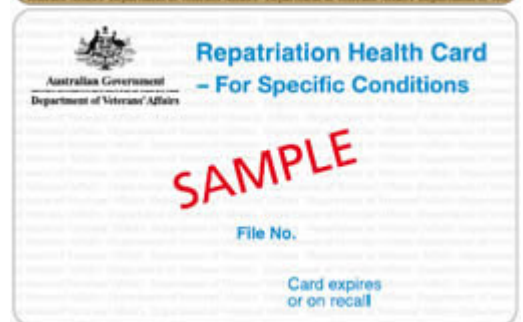 Australian Government
Department of Veterans' Affairs
Repatriation Health Card
– For Specific Conditions
SAMPLE
File No.
Card expires
or on recall